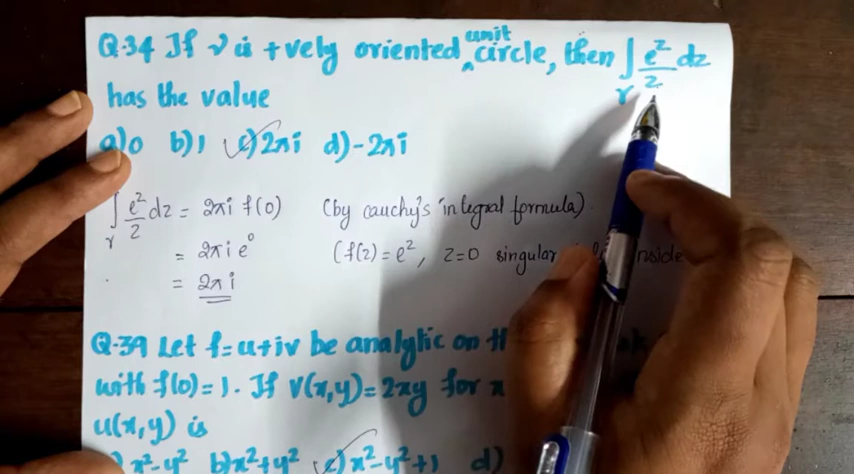 Q.34 If γ is +vely oriented unit circle, then ∫γ e^z/z dz
has the value
a) 0 b) 1 c) 2πi d) -2πi
∫γ e^z/z dz = 2πi f(0) (by cauchy's integral formula).
= 2πi e^0 (f(z) = e^z, z=0 singular
= 2πi
Q.39 Let f=u+iv be analytic on
with f(0)=1. If v(x,y)=2xy for
u(x,y) is
x²-y² b) x²+y² c) x²-y²+1 d)